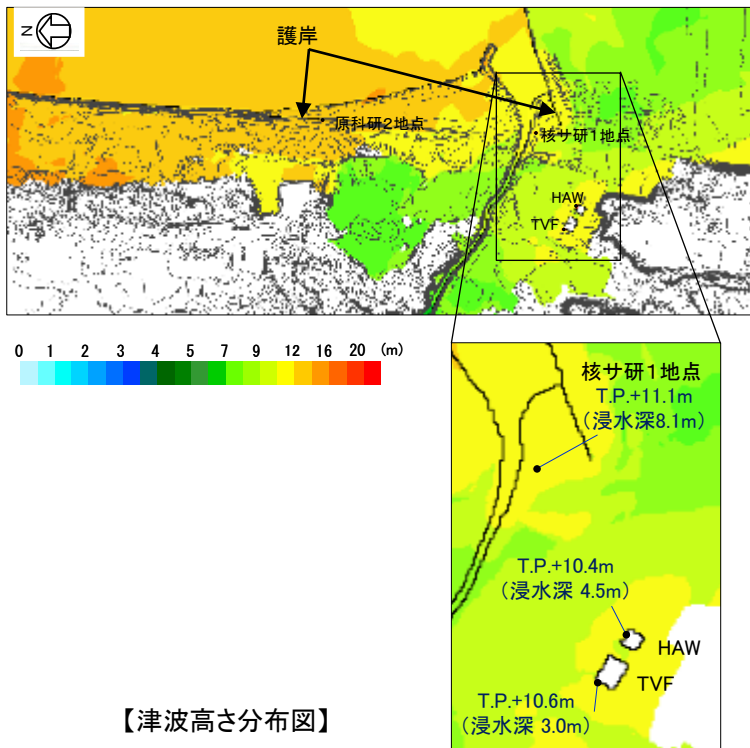 N
護岸
原科研2地点
核サ研1地点
HAW
TVF
0 1 2 3 4 5 7 9 12 16 20 (m)
核サ研1地点
T.P.+11.1m
(浸水深8.1m)
T.P.+10.4m
(浸水深 4.5m)
HAW
TVF
T.P.+10.6m
(浸水深 3.0m)
【津波高さ分布図】